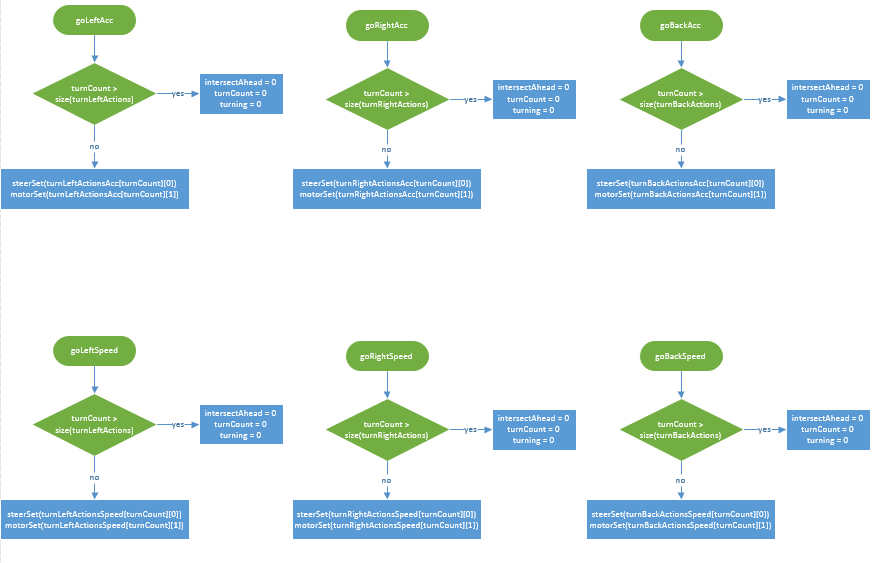 goLeftAcc
turnCount >
size(turnLeftActions)
yes
intersectAhead = 0
turnCount = 0
turning = 0
no
steerSet(turnLeftActionsAcc[turnCount][0])
motorSet(turnLeftActionsAcc[turnCount][1])
goRightAcc
turnCount >
size(turnRightActions)
yes
intersectAhead = 0
turnCount = 0
turning = 0
no
steerSet(turnRightActionsAcc[turnCount][0])
motorSet(turnRightActionsAcc[turnCount][1])
goBackAcc
turnCount >
size(turnBackActions)
yes
intersectAhead = 0
turnCount = 0
turning = 0
no
steerSet(turnBackActionsAcc[turnCount][0])
motorSet(turnBackActionsAcc[turnCount][1])
goLeftSpeed
turnCount >
size(turnLeftActions)
yes
intersectAhead = 0
turnCount = 0
turning = 0
no
steerSet(turnLeftActionsSpeed[turnCount][0])
motorSet(turnLeftActionsSpeed[turnCount][1])
goRightSpeed
turnCount >
size(turnRightActions)
yes
intersectAhead = 0
turnCount = 0
turning = 0
no
steerSet(turnRightActionsSpeed[turnCount][0])
motorSet(turnRightActionsSpeed[turnCount][1])
goBackSpeed
turnCount >
size(turnBackActions)
yes
intersectAhead = 0
turnCount = 0
turning = 0
no
steerSet(turnBackActionsSpeed[turnCount][0])
motorSet(turnBackActionsSpeed[turnCount][1])